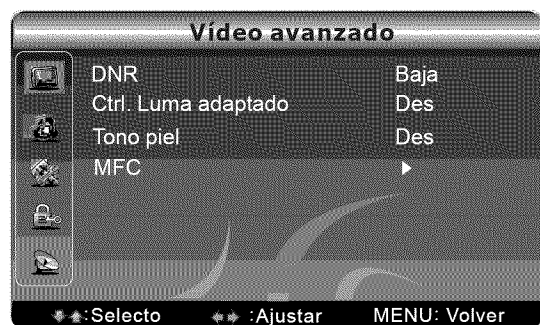 Vídeo avanzado
DNR Baja
Ctrl. Luma adaptado Des
Tono piel Des
MFC
:Selecto :Ajustar MENU: Volver